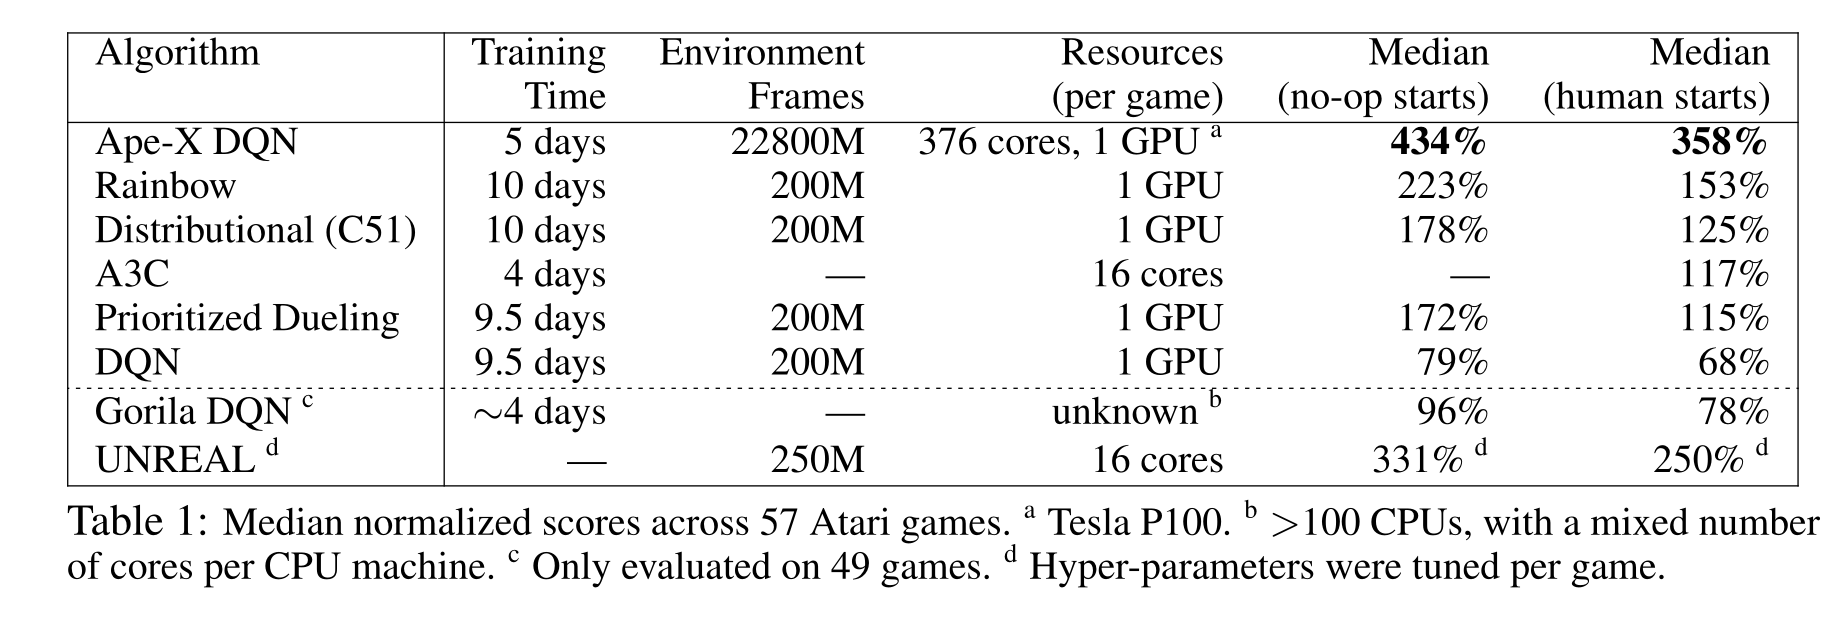 Algorithm Training Environment Resources Median Median
Time Frames (per game) (no-op starts) (human starts)
Ape-X DQN 5 days 22800M 376 cores, 1 GPU a 434% 358%
Rainbow 10 days 200M 1 GPU 223% 153%
Distributional (C51) 10 days 200M 1 GPU 178% 125%
A3C 4 days — 16 cores — 117%
Prioritized Dueling 9.5 days 200M 1 GPU 172% 115%
DQN 9.5 days 200M 1 GPU 79% 68%
Gorila DQN c ∼4 days — unknown b 96% 78%
UNREAL d — 250M 16 cores 331% d 250% d
Table 1: Median normalized scores across 57 Atari games. a Tesla P100. b >100 CPUs, with a mixed number
of cores per CPU machine. c Only evaluated on 49 games. d Hyper-parameters were tuned per game.